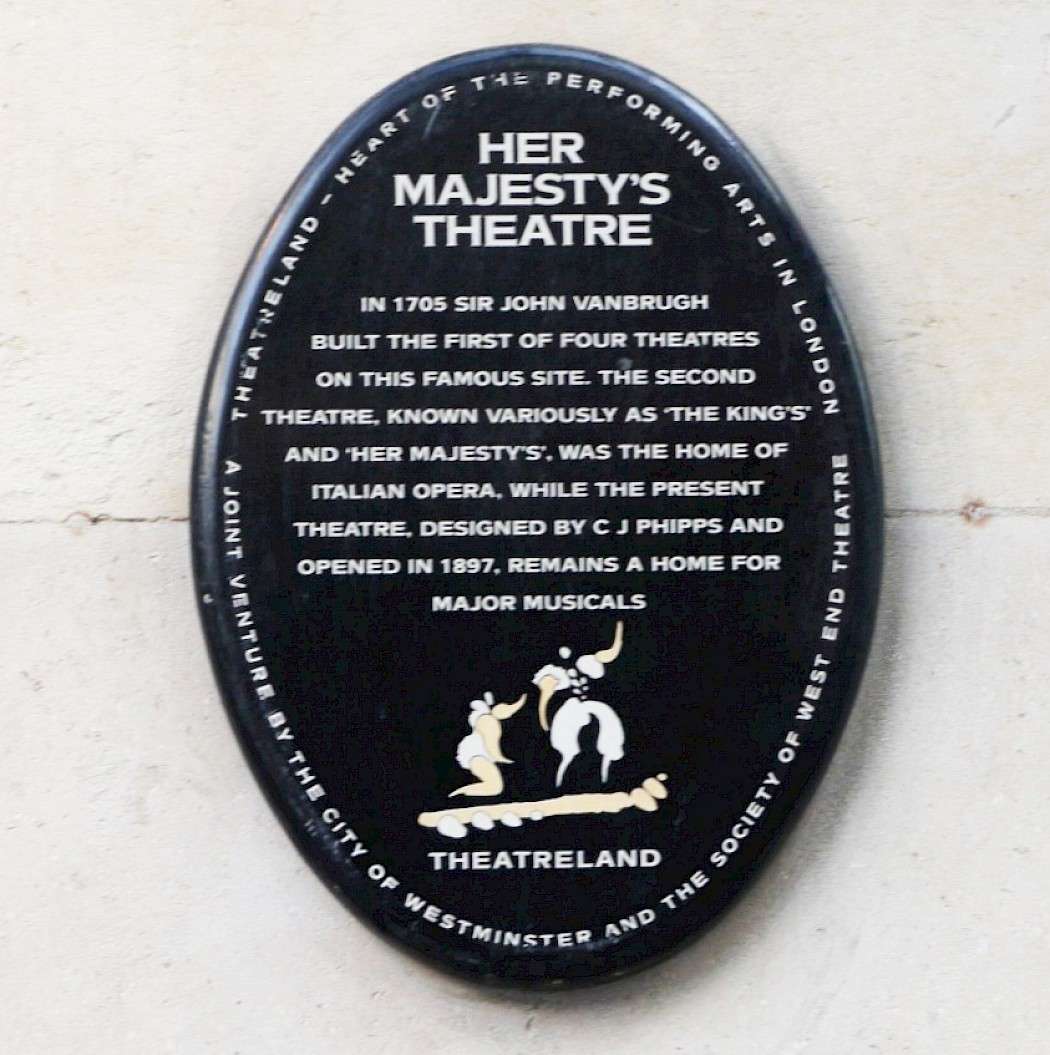 THEATRELAND - HEART OF THE PERFORMING ARTS IN LONDON
HER
MAJESTY'S
THEATRE
IN 1705 SIR JOHN VANBRUGH
BUILT THE FIRST OF FOUR THEATRES
ON THIS FAMOUS SITE. THE SECOND
THEATRE, KNOWN VARIOUSLY AS 'THE KING'S'
AND 'HER MAJESTY'S', WAS THE HOME OF
ITALIAN OPERA, WHILE THE PRESENT
THEATRE, DESIGNED BY C J PHIPPS AND
OPENED IN 1897, REMAINS A HOME FOR
MAJOR MUSICALS
THEATRELAND
A JOINT VENTURE BY THE CITY OF WESTMINSTER AND THE SOCIETY OF WEST END THEATRE